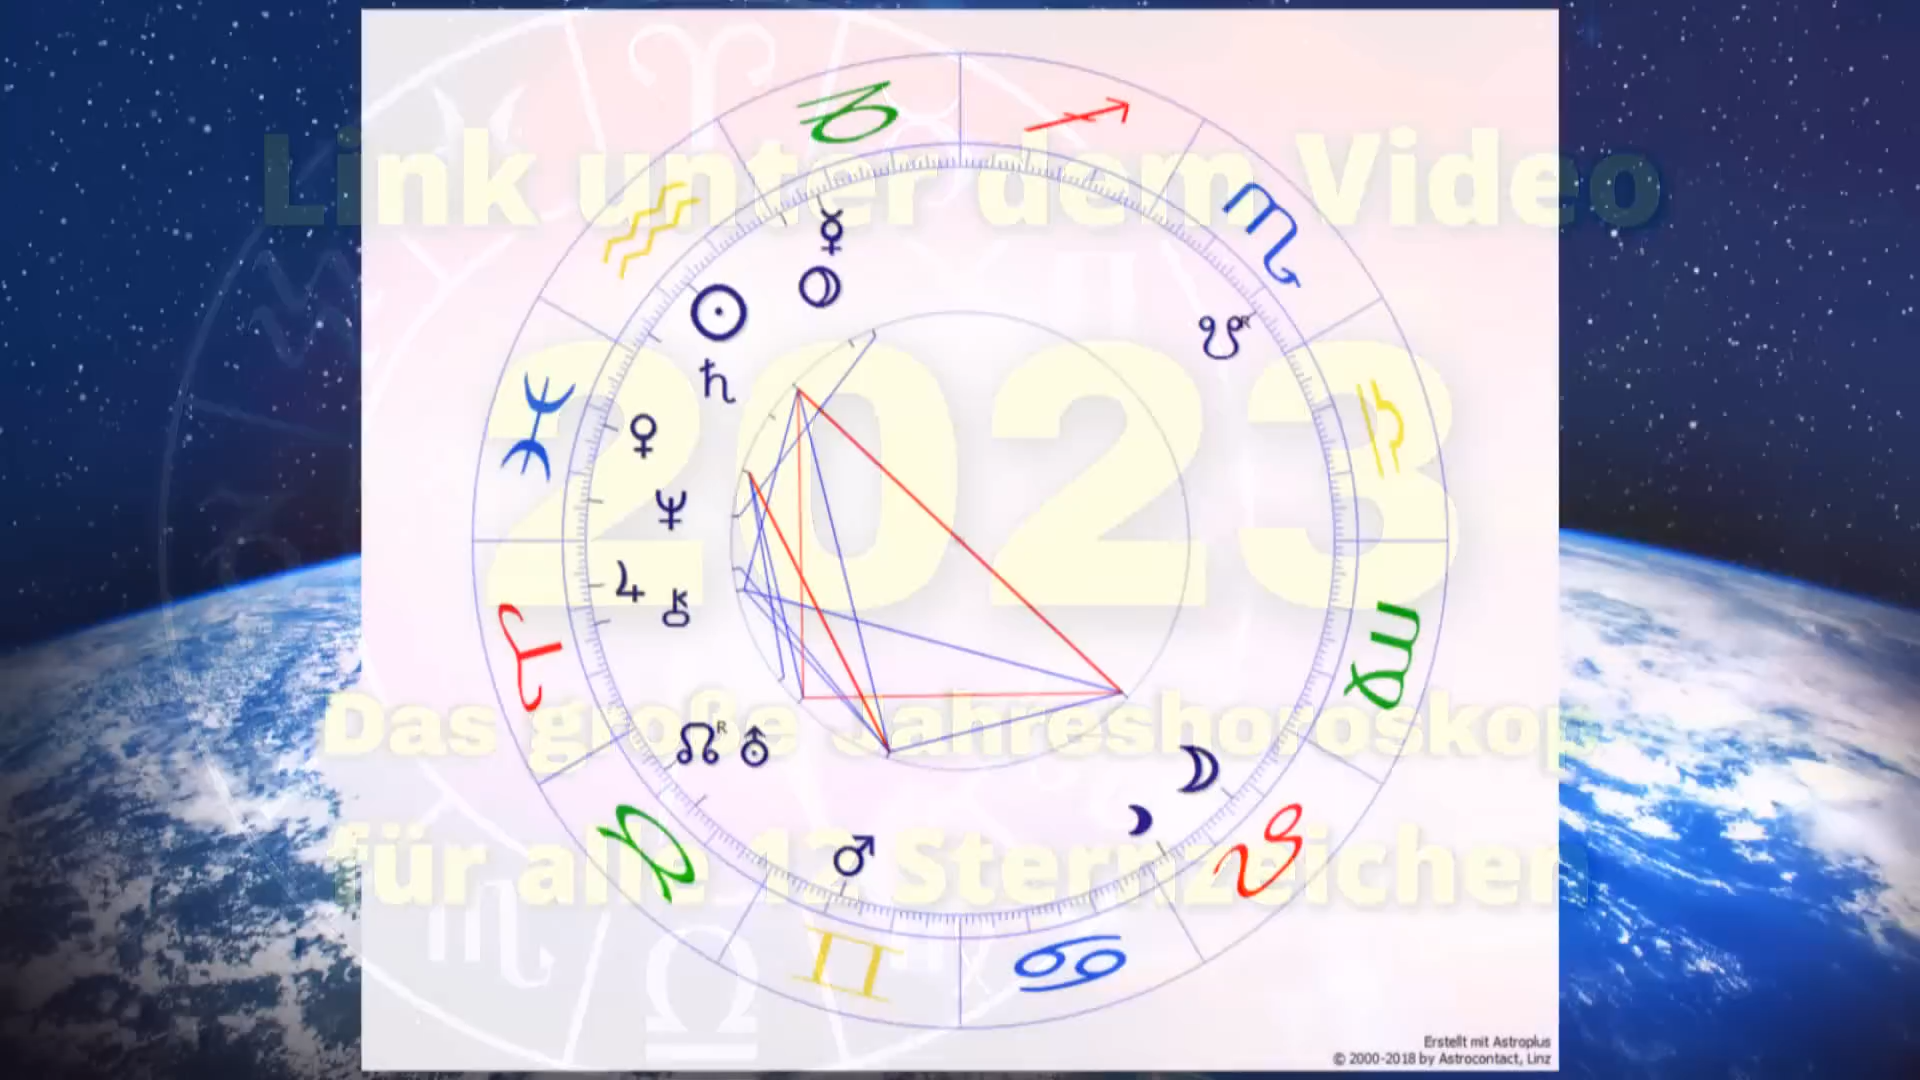 Link unter dem Video
2023
Das große Jahreshoroskop
für alle 12 Sternzeichen
Erstellt mit Astroplus
© 2000-2018 by Astrocontact, Linz